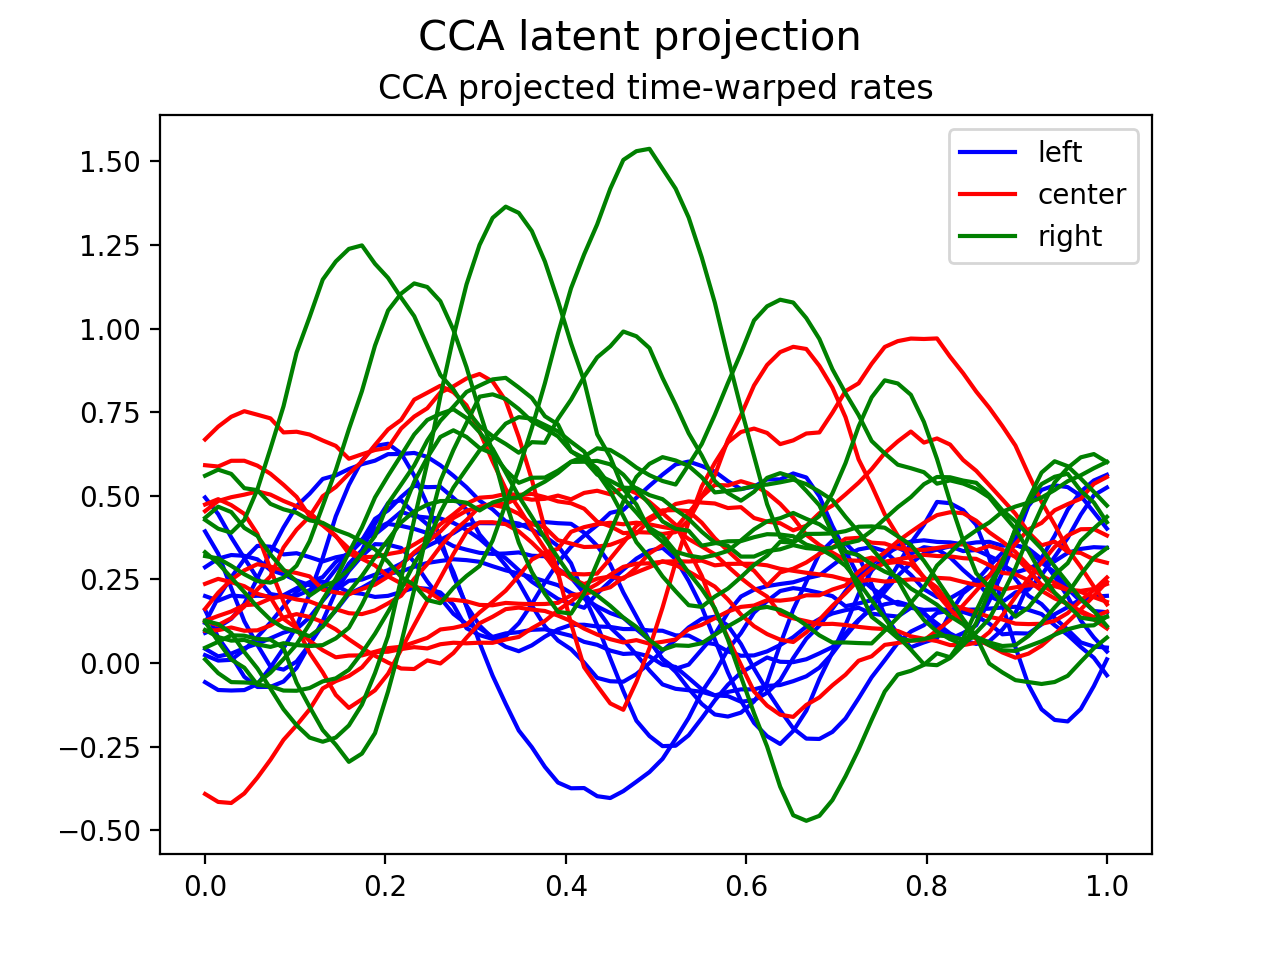 CCA latent projection
CCA projected time-warped rates
left
center
right
1.50
1.25
1.00
0.75
0.50
0.25
0.00
−0.25
−0.50
0.0 0.2 0.4 0.6 0.8 1.0